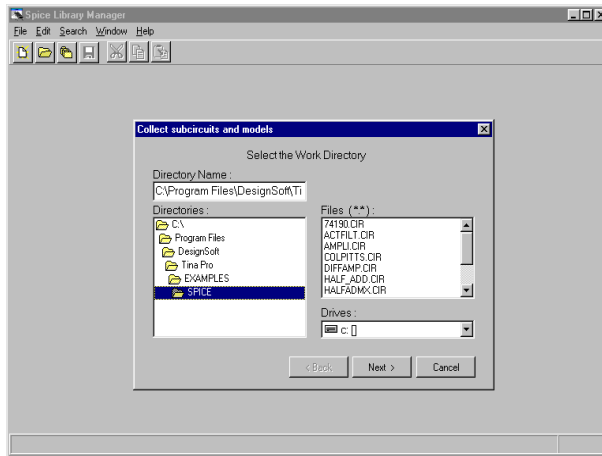 Spice Library Manager
File Edit Search Window Help
Collect subcircuits and models
Select the Work Directory
Directory Name :
C:\Program Files\DesignSoft\Ti
Directories :
C:\
Program Files
DesignSoft
Tina Pro
EXAMPLES
SPICE
Files (*.*) :
74190.CIR
ACTFILT.CIR
AMPLI.CIR
COLPITTS.CIR
DIFFAMP.CIR
HALF_ADD.CIR
HALFADMX.CIR
Drives :
c: []
< Back Next > Cancel